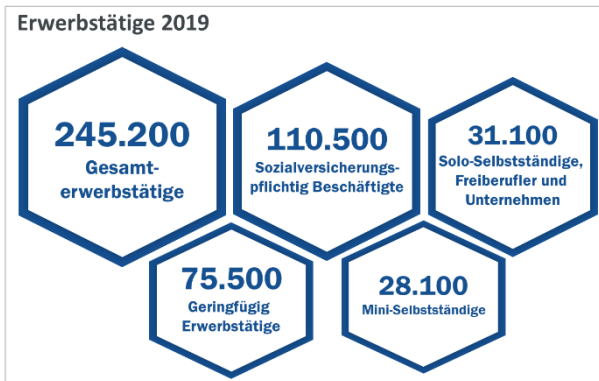 Erwerbstätige 2019
245.200
Gesamt-
erwerbstätige
110.500
Sozialversicherungs-
pflichtig Beschäftigte
31.100
Solo-Selbstständige,
Freiberufler und
Unternehmen
75.500
Geringfügig
Erwerbstätige
28.100
Mini-Selbstständige